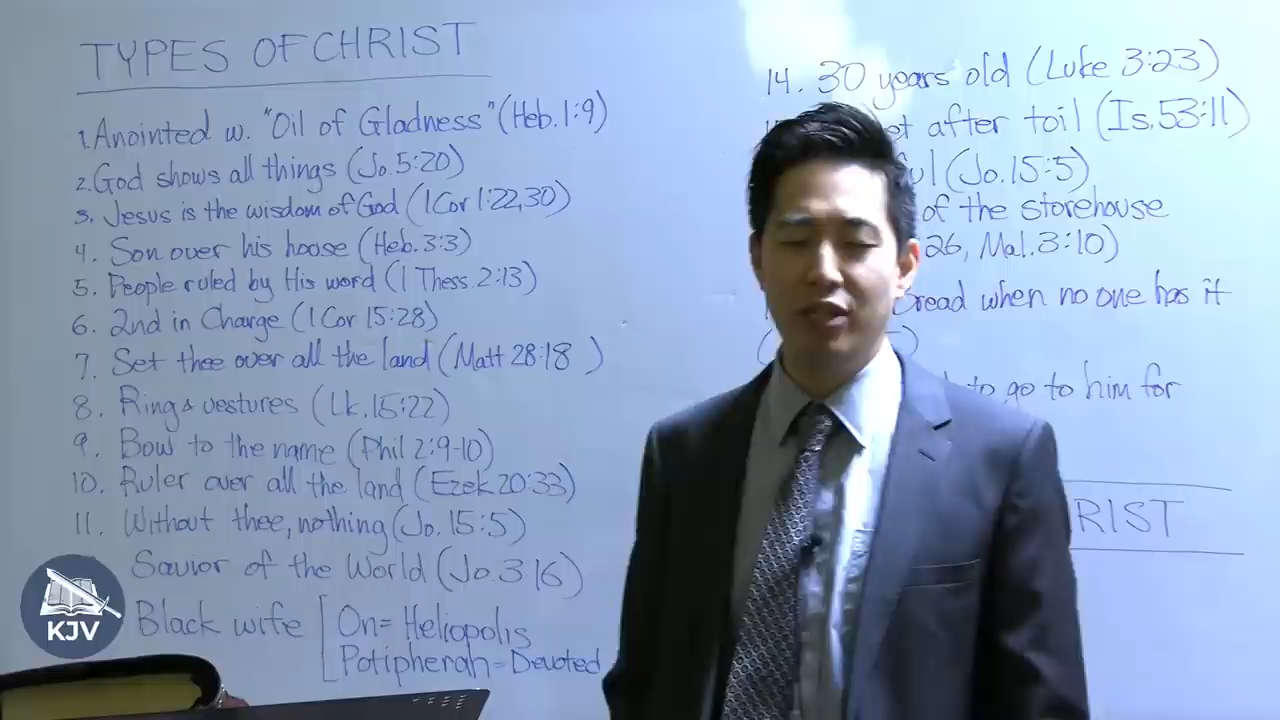 TYPES OF CHRIST
1. Anointed w. "Oil of Gladness" (Heb. 1:9)
2. God shows all things (Jo. 5:20)
3. Jesus is the wisdom of God (1 Cor 1:22,30)
4. Son over his house (Heb. 3:3)
5. People ruled by His word (1 Thess. 2:13)
6. 2nd in Charge (1 Cor 15:28)
7. Set thee over all the land (Matt 28:18 )
8. Ring & vestures (Lk. 15:22)
9. Bow to the name (Phil 2:9-10)
10. Ruler over all the land (Ezek 20:33)
11. Without thee, nothing (Jo. 15:5)
Savior of the World (Jo. 3 16)
Black wife [On= Heliopolis
Potipherah = Devoted
KJV
14. 30 years old (Luke 3:23)
after toil (Is. 53:11)
(Jo. 15:5)
of the storehouse
26, Mal. 3:10)
bread when no one has it
to go to him for
RIST